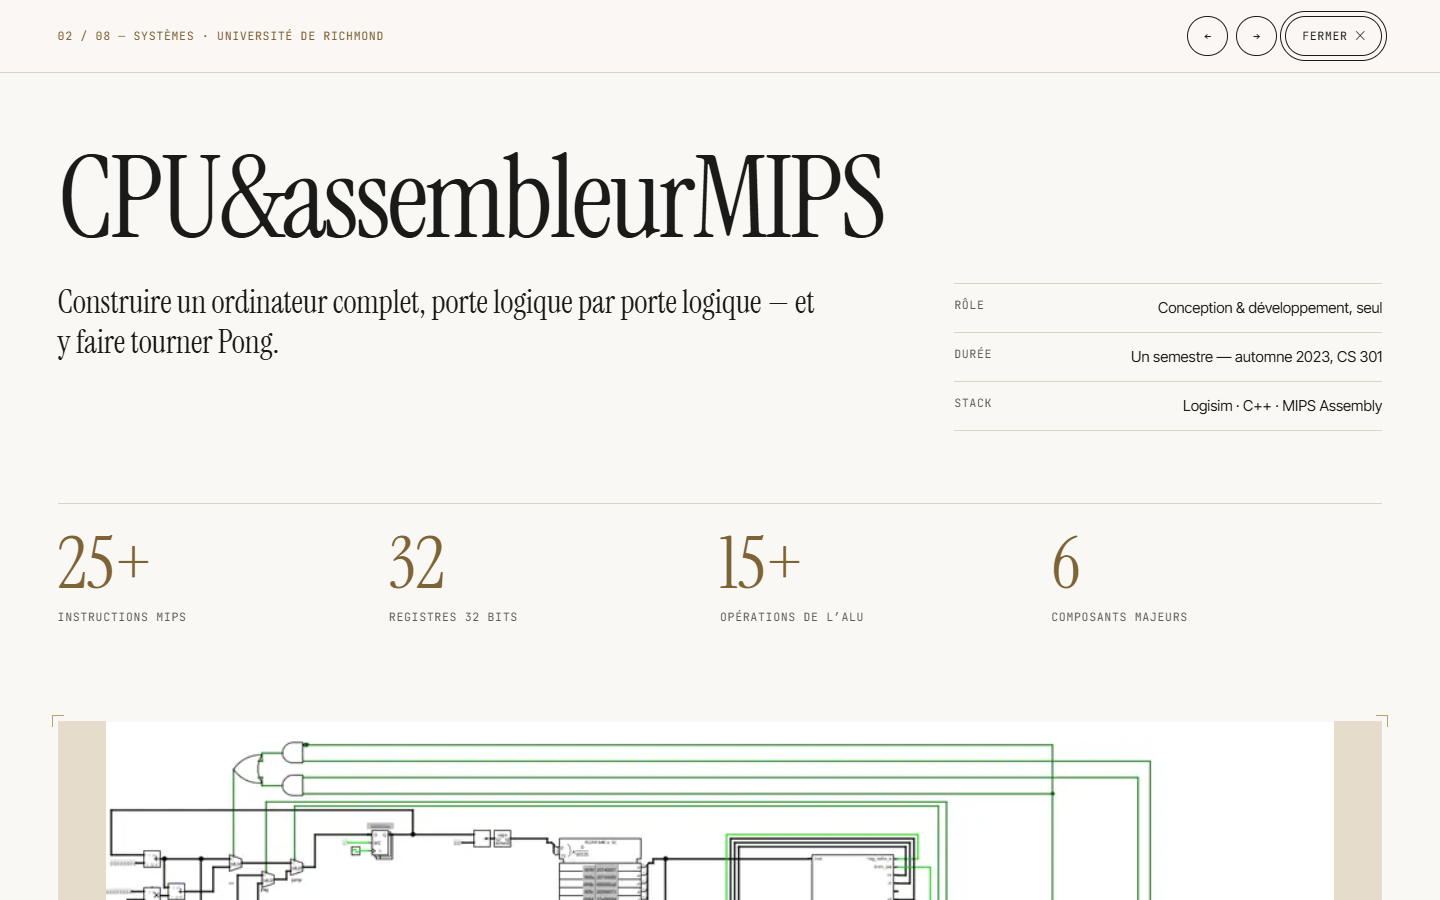 02 / 08 — SYSTÈMES · UNIVERSITÉ DE RICHMOND
← → FERMER ×
CPU&assembleurMIPS
Construire un ordinateur complet, porte logique par porte logique — et
y faire tourner Pong.
RÔLE Conception & développement, seul
DURÉE Un semestre — automne 2023, CS 301
STACK Logisim · C++ · MIPS Assembly
25+ 32 15+ 6
INSTRUCTIONS MIPS REGISTRES 32 BITS OPÉRATIONS DE L’ALU COMPOSANTS MAJEURS